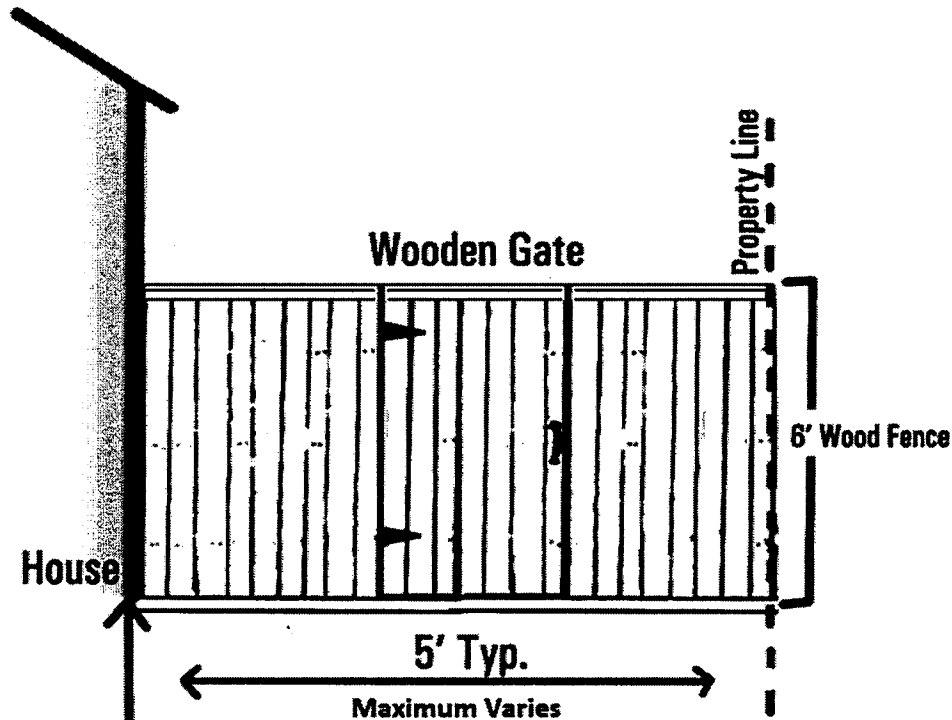 Property Line
Wooden Gate
6′ Wood Fence
House
5′ Typ.
Maximum Varies